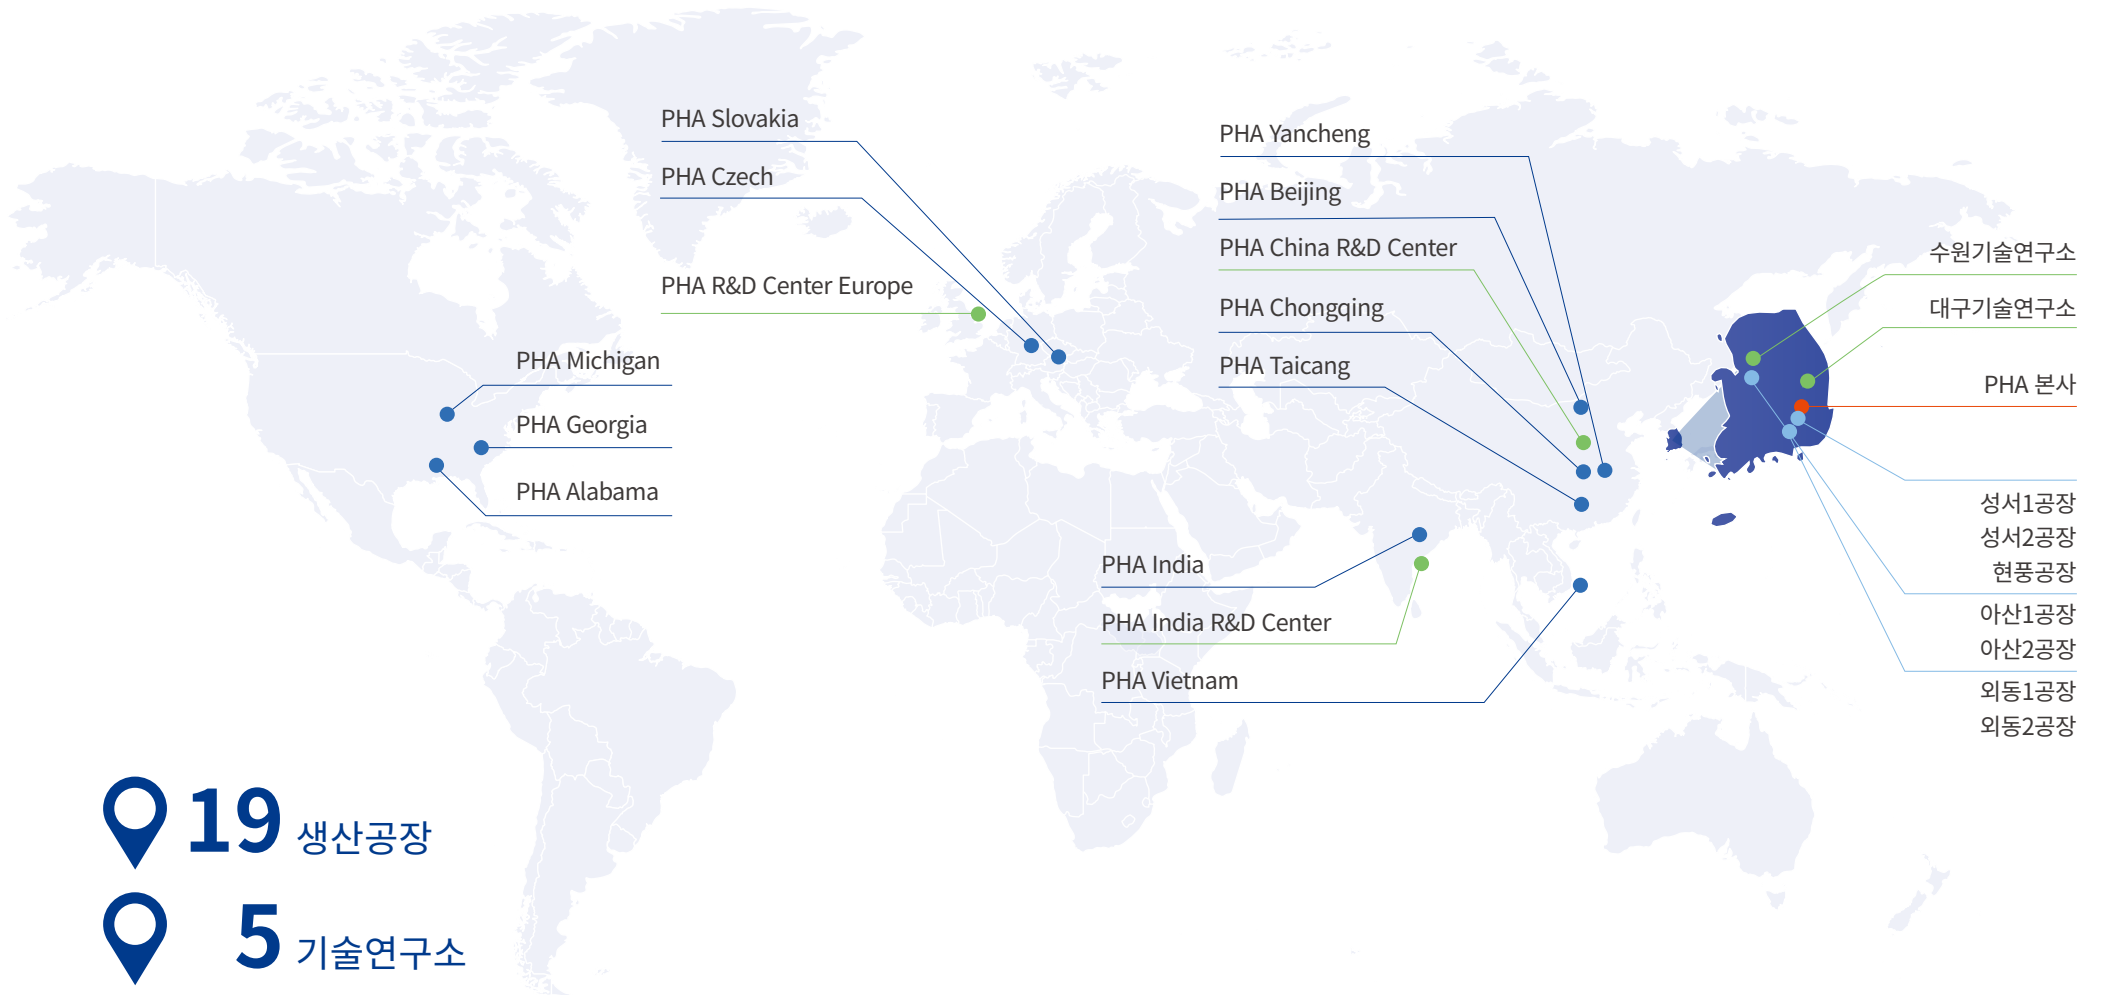 PHA Slovakia
PHA Czech
PHA R&D Center Europe
PHA Michigan
PHA Georgia
PHA Alabama
PHA Yancheng
PHA Beijing
PHA China R&D Center
PHA Chongqing
PHA Taicang
PHA India
PHA India R&D Center
PHA Vietnam
수원기술연구소
대구기술연구소
PHA 본사
성서1공장
성서2공장
현풍공장
아산1공장
아산2공장
외동1공장
외동2공장
19 생산공장
5 기술연구소